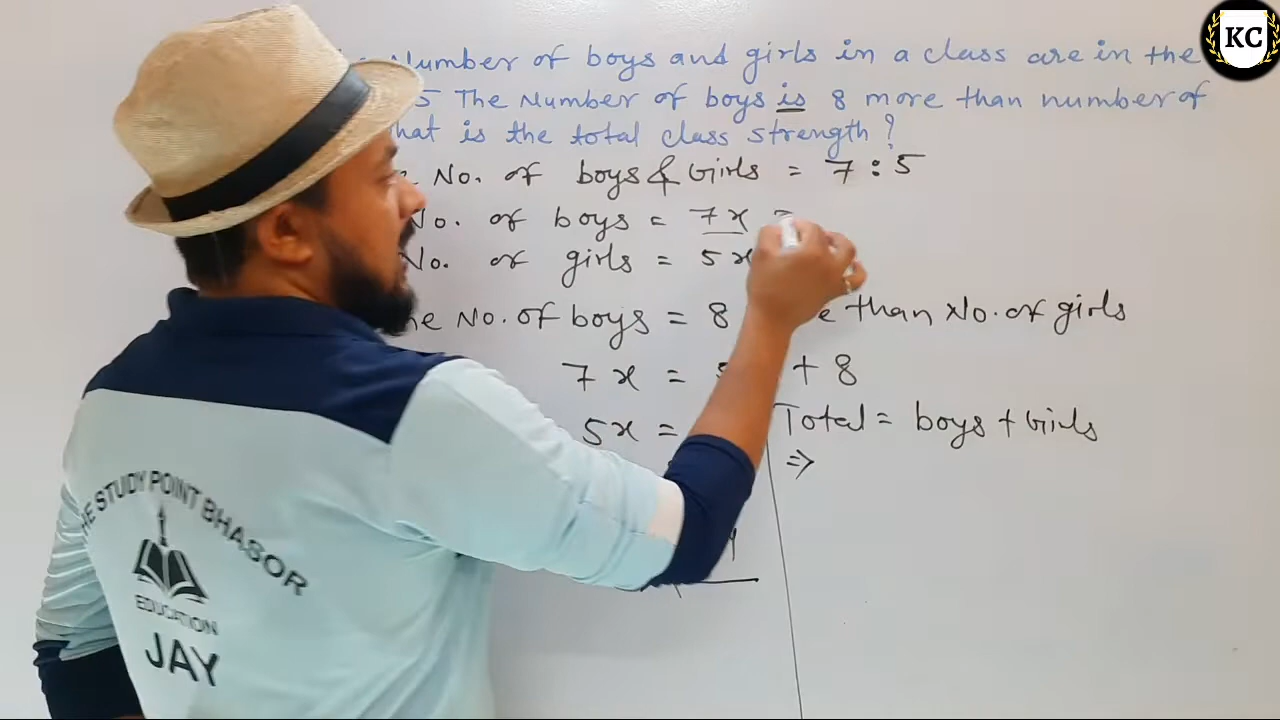 KC
Number of boys and girls in a class are in the
5 The Number of boys is 8 more than number of
hat is the total class strength ?
No. of boys & Girls = 7 : 5
No. of boys = 7x =
No. of girls = 5x
he No. of boys = 8 e than No. of girls
7x = + 8
5x =
Total = boys + Girls
⇒
HE STUDY POINT BHASOR
EDUCATION
JAY